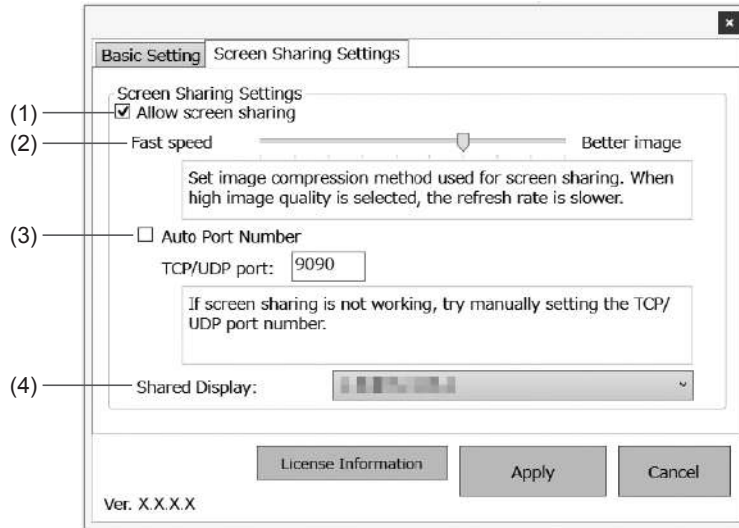 Basic Setting
Screen Sharing Settings
Screen Sharing Settings
(1)
Allow screen sharing
(2)
Fast speed
Better image
Set image compression method used for screen sharing. When
high image quality is selected, the refresh rate is slower.
(3)
Auto Port Number
TCP/UDP port: 9090
If screen sharing is not working, try manually setting the TCP/
UDP port number.
(4)
Shared Display:
License Information
Apply
Cancel
Ver. X.X.X.X